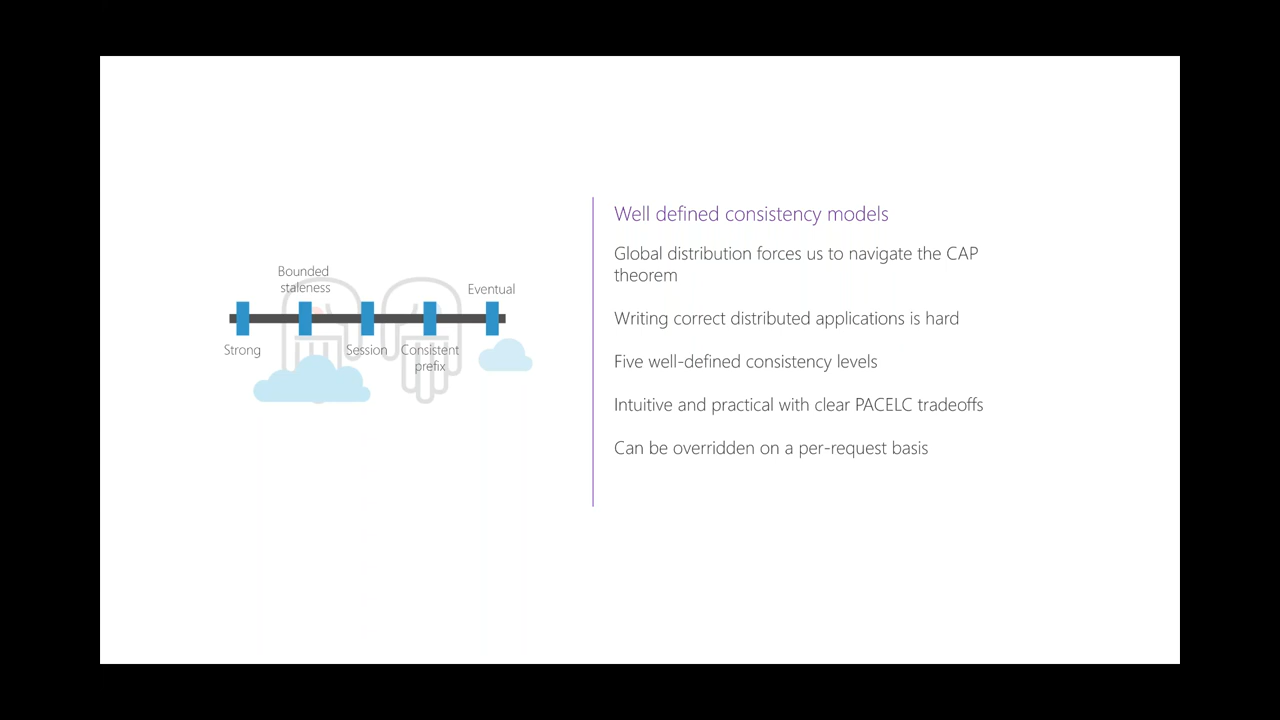 Bounded
staleness
Eventual
Strong
Session
Consistent
prefix
Well defined consistency models
Global distribution forces us to navigate the CAP
theorem
Writing correct distributed applications is hard
Five well-defined consistency levels
Intuitive and practical with clear PACELC tradeoffs
Can be overridden on a per-request basis